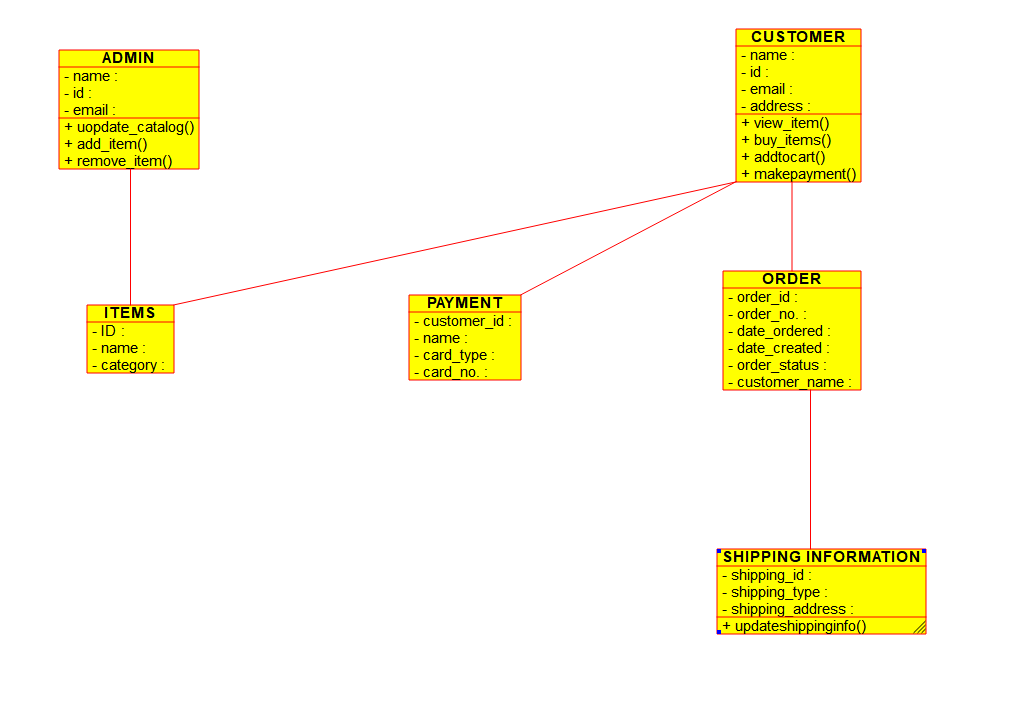 ADMIN
- name :
- id :
- email :
+ uopdate_catalog()
+ add_item()
+ remove_item()
CUSTOMER
- name :
- id :
- email :
- address :
+ view_item()
+ buy_items()
+ addtocart()
+ makepayment()
ITEMS
- ID :
- name :
- category :
PAYMENT
- customer_id :
- name :
- card_type :
- card_no. :
ORDER
- order_id :
- order_no. :
- date_ordered :
- date_created :
- order_status :
- customer_name :
SHIPPING INFORMATION
- shipping_id :
- shipping_type :
- shipping_address :
+ updateshippinginfo()